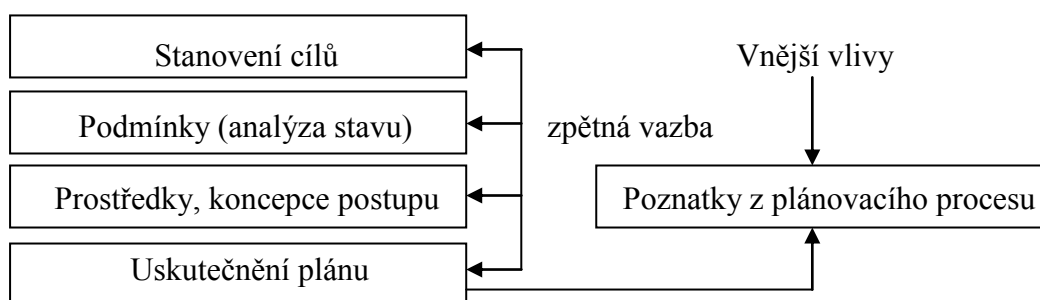 Stanovení cílů
Vnější vlivy
Podmínky (analýza stavu)
zpětná vazba
Prostředky, koncepce postupu
Poznatky z plánovacího procesu
Uskutečnění plánu